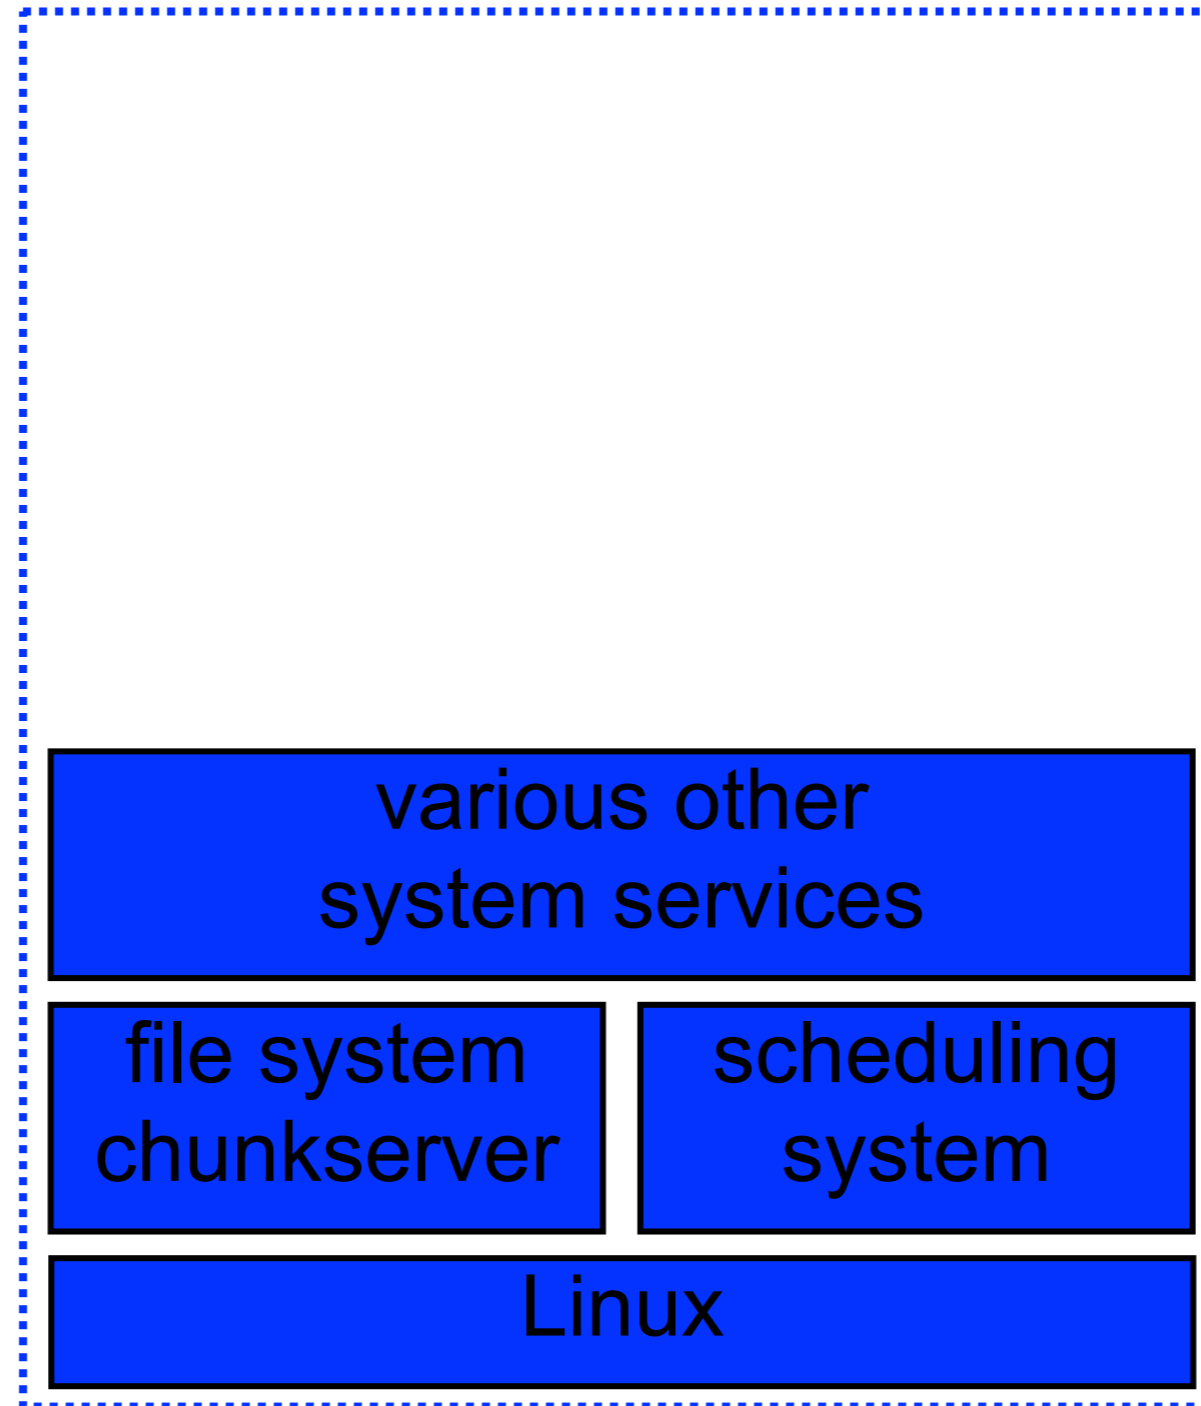 various other
system services
file system
chunkserver
scheduling
system
Linux